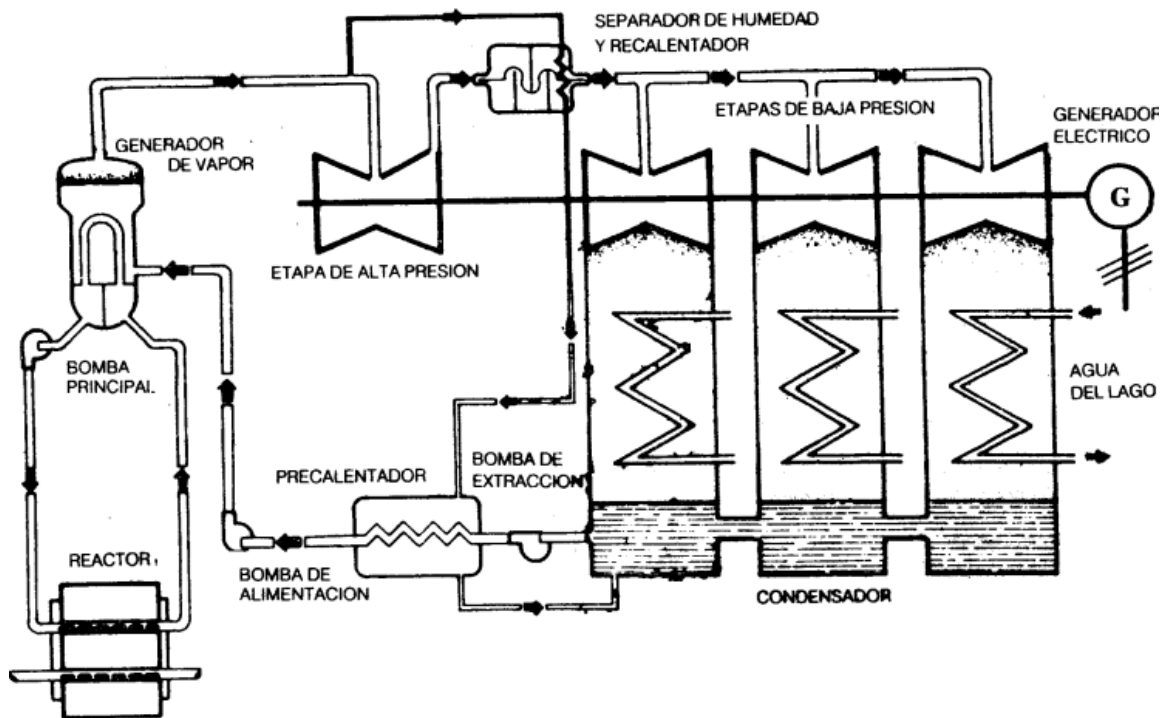 SEPARADOR DE HUMEDAD
Y RECALENTADOR
GENERADOR
DE VAPOR
ETAPAS DE BAJA PRESION
GENERADOR
ELECTRICO
G
ETAPA DE ALTA PRESION
BOMBA
PRINCIPAL
AGUA
DEL LAGO
PRECALENTADOR
BOMBA DE
EXTRACCION
REACTOR
BOMBA DE
ALIMENTACION
CONDENSADOR